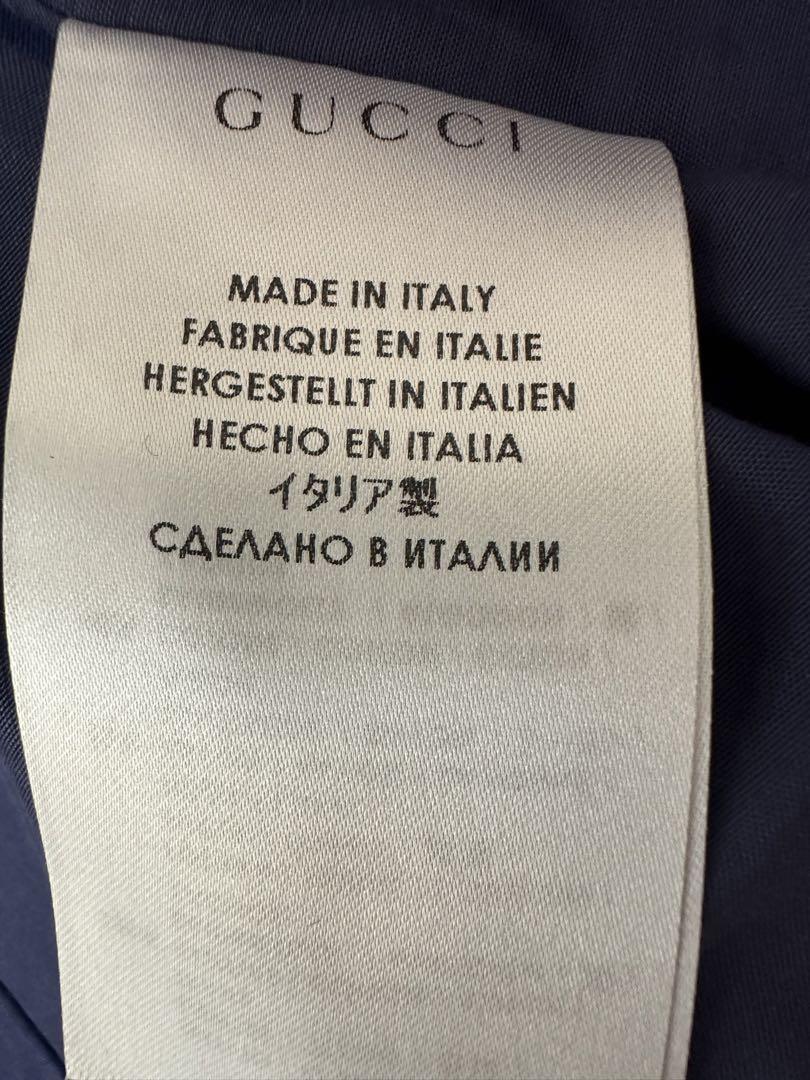 GUCCI
MADE IN ITALY
FABRIQUE EN ITALIE
HERGESTELLT IN ITALIEN
HECHO EN ITALIA
イタリア製
СДЕЛАНО В ИТАЛИИ